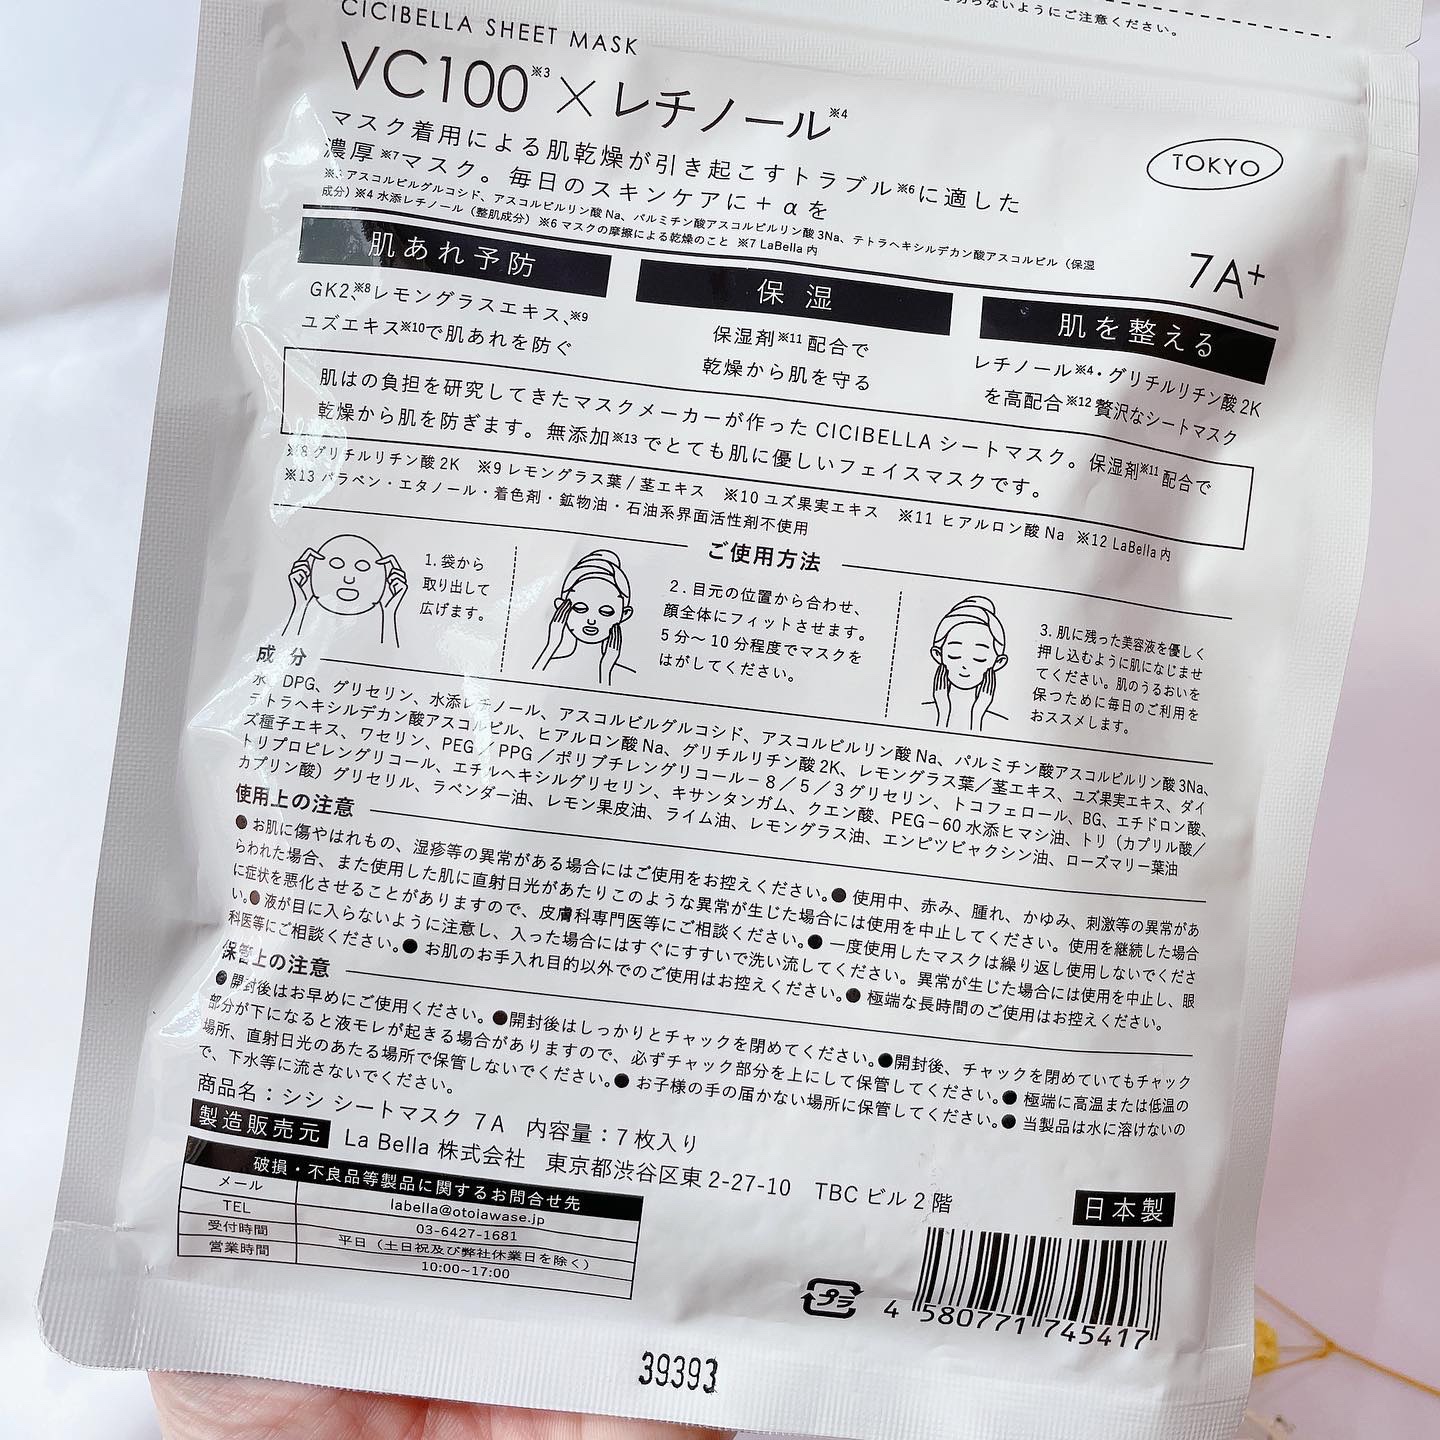 らないようにご注意ください。
CICIBELLA SHEET MASK
VC100※3×レチノール※4
TOKYO
マスク着用による肌乾燥が引き起こすトラブル※6に適した
濃厚※7マスク。毎日のスキンケアに＋αを
※3 アスコルビルグルコシド、アスコルビルリン酸Na、パルミチン酸アスコルビルリン酸3Na、テトラヘキシルデカン酸アスコルビル（保湿
成分）※4 水添レチノール（整肌成分）※6 マスクの摩擦による乾燥のこと ※7 LaBella内
7A+
肌あれ予防
GK2、※8レモングラスエキス、※9
ユズエキス※10で肌あれを防ぐ
保湿
保湿剤※11配合で
乾燥から肌を守る
肌を整える
レチノール※4・グリチルリチン酸2K
を高配合※12贅沢なシートマスク
肌はの負担を研究してきたマスクメーカーが作ったCICIBELLAシートマスク。保湿剤※11配合で
乾燥から肌を防ぎます。無添加※13でとても肌に優しいフェイスマスクです。
※8グリチルリチン酸2K ※9レモングラス葉/茎エキス ※10ユズ果実エキス ※11 ヒアルロン酸Na ※12 LaBella内
※13 パラベン・エタノール・着色剤・鉱物油・石油系界面活性剤不使用
ご使用方法
1. 袋から
取り出して
広げます。
2. 目元の位置から合わせ、
顔全体にフィットさせます。
5分〜10分程度でマスクを
はがしてください。
3. 肌に残った美容液を優しく
押し込むように肌になじませ
てください。肌のうるおいを
保つために毎日のご利用を
おススメします。
成分
水、DPG、グリセリン、水添レチノール、アスコルビルグルコシド、アスコルビルリン酸Na、パルミチン酸アスコルビルリン酸3Na、
テトラヘキシルデカン酸アスコルビル、ヒアルロン酸Na、グリチルリチン酸2K、レモングラス葉／茎エキス、ユズ果実エキス、ダイ
ズ種子エキス、ワセリン、PEG／PPG／ポリブチレングリコール－8／5／3グリセリン、トコフェロール、BG、エチドロン酸、
トリプロピレングリコール、エチルヘキシルグリセリン、キサンタンガム、クエン酸、PEG－60水添ヒマシ油、トリ（カプリル酸／
カプリン酸）グリセリル、ラベンダー油、レモン果皮油、ライム油、レモングラス油、エンピツビャクシン油、ローズマリー葉油
使用上の注意
●お肌に傷やはれもの、湿疹等の異常がある場合にはご使用をお控えください。●使用中、赤み、腫れ、かゆみ、刺激等の異常があ
らわれた場合、また使用した肌に直射日光があたりこのような異常が生じた場合には使用を中止してください。使用を継続した場合
に症状を悪化させることがありますので、皮膚科専門医等にご相談ください。●一度使用したマスクは繰り返し使用しないでくださ
い。●液が目に入らないように注意し、入った場合にはすぐにすすいで洗い流してください。異常が生じた場合には使用を中止し、眼
科医等にご相談ください。●お肌のお手入れ目的以外でのご使用はお控えください。●極端な長時間のご使用はお控えください。
保管上の注意
●開封後はお早めにご使用ください。●開封後はしっかりとチャックを閉めてください。●開封後、チャックを閉めていてもチャック
部分が下になると液モレが起きる場合がありますので、必ずチャック部分を上にして保管してください。●極端に高温または低温の
場所、直射日光のあたる場所で保管しないでください。●お子様の手の届かない場所に保管してください。●当製品は水に溶けないの
で、下水等に流さないでください。
商品名：シシ シートマスク 7A 内容量：7枚入り
製造販売元 La Bella 株式会社 東京都渋谷区東2-27-10 TBCビル2階
破損・不良品等製品に関するお問合せ先
メール labella@otoiawase.jp
TEL 03-6427-1681
受付時間 平日（土日祝及び弊社休業日を除く）
営業時間 10:00~17:00
日本製
プラ
4 580771 745417
39393